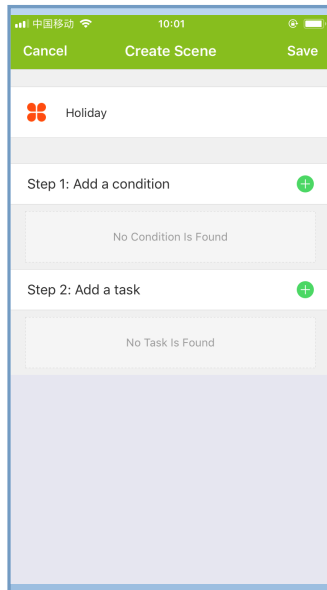 中国移动 10:01
Cancel Create Scene Save
Holiday
Step 1: Add a condition
No Condition Is Found
Step 2: Add a task
No Task Is Found